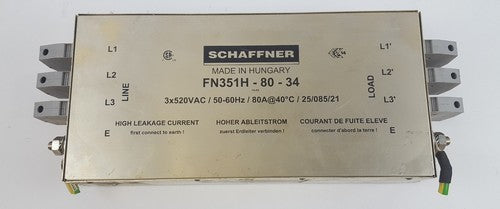 SCHAFFNER
MADE IN HUNGARY
FN351H - 80 - 34
3x520VAC / 50-60Hz / 80A@40°C / 25/085/21
L1
L2
L3
E
LINE
L1'
L2'
L3'
E
LOAD
HIGH LEAKAGE CURRENT
first connect to earth !
HOHER ABLEITSTROM
zuerst Erdleiter verbinden !
COURANT DE FUITE ELEVE
connecter d'abord la terre !